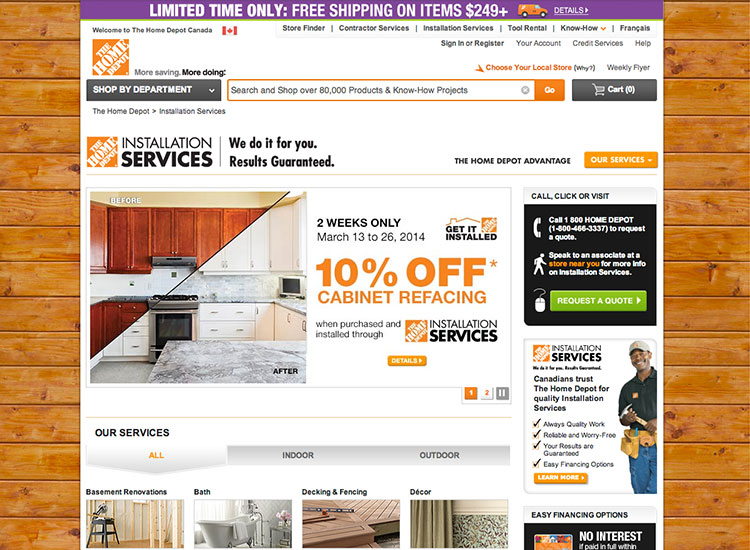 LIMITED TIME ONLY: FREE SHIPPING ON ITEMS $249+ DETAILS
Welcome to The Home Depot Canada
Store Finder | Contractor Services | Installation Services | Tool Rental | Know-How | Français
Sign In or Register Your Account Credit Services Help
THE HOME DEPOT
More saving. More doing:
Choose Your Local Store (Why?) Weekly Flyer
SHOP BY DEPARTMENT
Search and Shop over 80,000 Products & Know-How Projects
Go
Cart (0)
The Home Depot > Installation Services
THE HOME DEPOT
INSTALLATION
SERVICES
We do it for you.
Results Guaranteed.
THE HOME DEPOT ADVANTAGE
OUR SERVICES
BEFORE
AFTER
2 WEEKS ONLY
March 13 to 26, 2014
GET IT
INSTALLED
10% OFF*
CABINET REFACING
when purchased and
installed through
THE HOME DEPOT
INSTALLATION
SERVICES
DETAILS
1 2
CALL, CLICK OR VISIT
Call 1 800 HOME DEPOT
(1-800-466-3337) to request
a quote.
Speak to an associate at a
store near you for more info
on Installation Services.
REQUEST A QUOTE
THE HOME DEPOT
INSTALLATION
SERVICES
We do it for you. Results Guaranteed.
Canadians trust
The Home Depot for
quality Installation
Services
Always Quality Work
Reliable and Worry-Free
Your Results are
Guaranteed
Easy Financing Options
LEARN MORE
OUR SERVICES
ALL INDOOR OUTDOOR
Basement Renovations Bath Decking & Fencing Décor
EASY FINANCING OPTIONS
NO INTEREST
if paid in full within